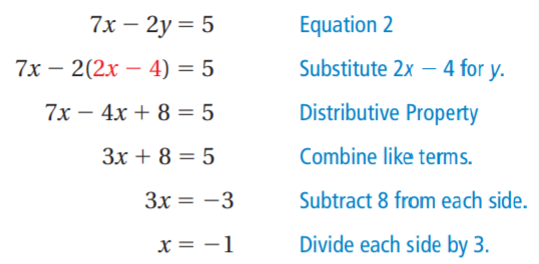 7x − 2y = 5 Equation 2
7x − 2(2x − 4) = 5 Substitute 2x − 4 for y.
7x − 4x + 8 = 5 Distributive Property
3x + 8 = 5 Combine like terms.
3x = −3 Subtract 8 from each side.
x = −1 Divide each side by 3.